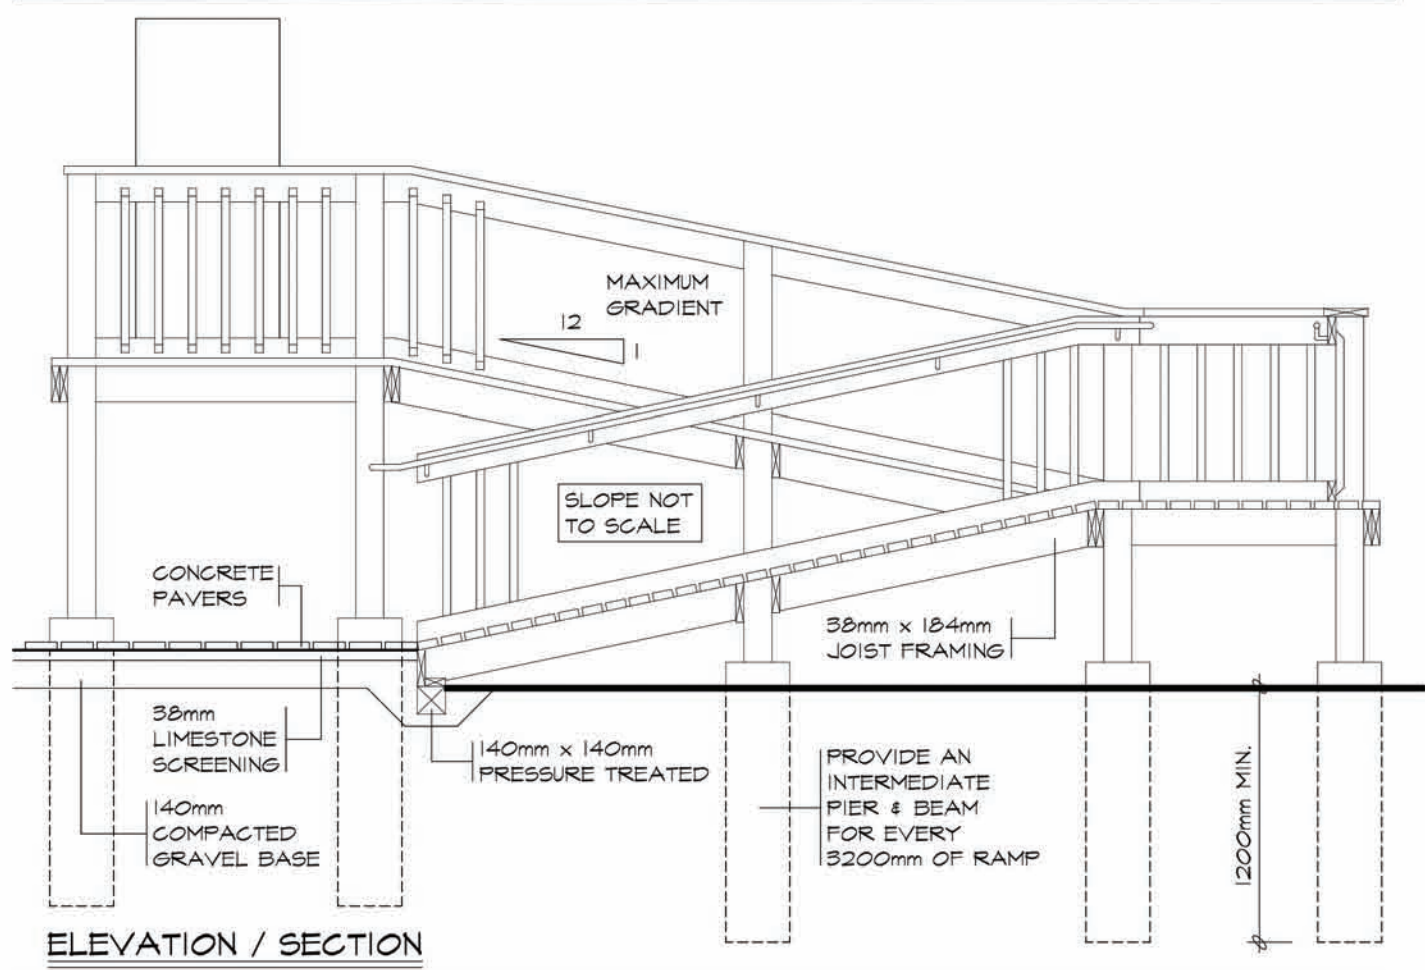 MAXIMUM
GRADIENT
12
1
SLOPE NOT
TO SCALE
CONCRETE
PAVERS
38mm x 184mm
JOIST FRAMING
38mm
LIMESTONE
SCREENING
140mm x 140mm
PRESSURE TREATED
PROVIDE AN
INTERMEDIATE
PIER & BEAM
FOR EVERY
3200mm OF RAMP
1200mm MIN.
140mm
COMPACTED
GRAVEL BASE
ELEVATION / SECTION